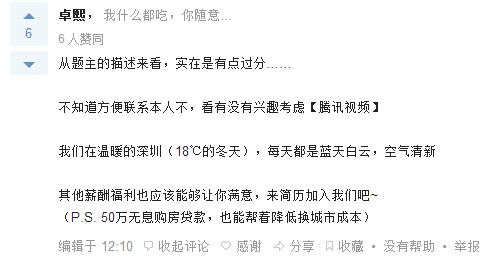 卓熙， 我什么都吃，你随意…
6
6 人赞同
从题主的描述来看，实在是有点过分……
不知道方便联系本人不，看有没有兴趣考虑【腾讯视频】
我们在温暖的深圳（18℃的冬天），每天都是蓝天白云，空气清新
其他薪酬福利也应该能够让你满意，来简历加入我们吧~
（P.S. 50万无息购房贷款，也能帮着降低换城市成本）
编辑于 12:10 收起评论 感谢 分享 收藏 • 没有帮助 • 举报